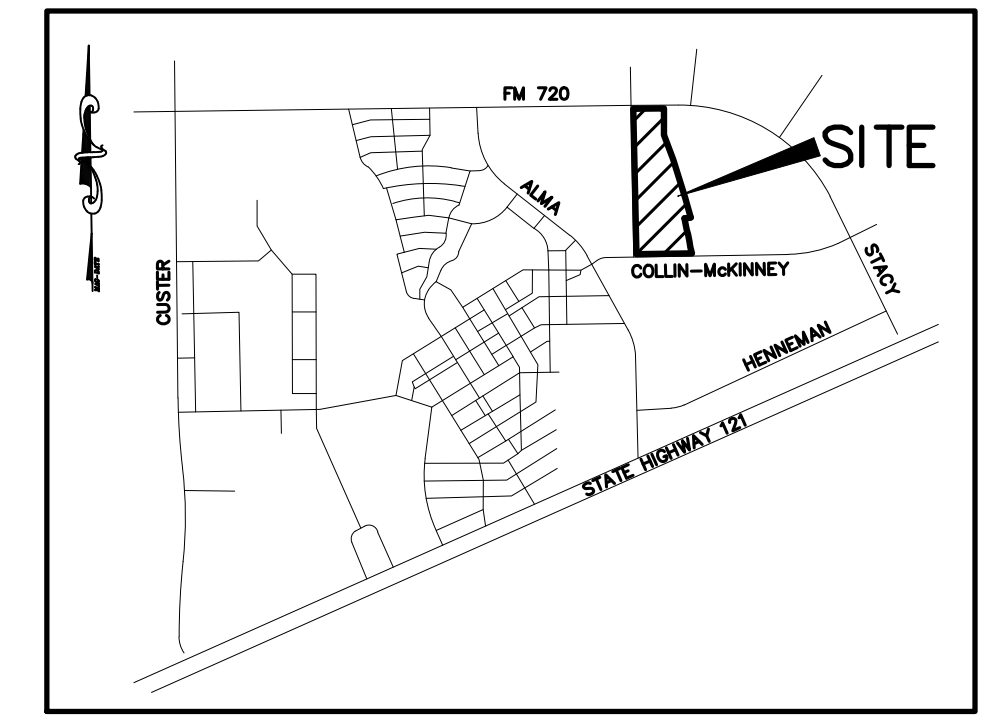 FM 720
SITE
ALMA
COLLIN-McKINNEY
STACY
CUSTER
HENNEMAN
STATE HIGHWAY 121